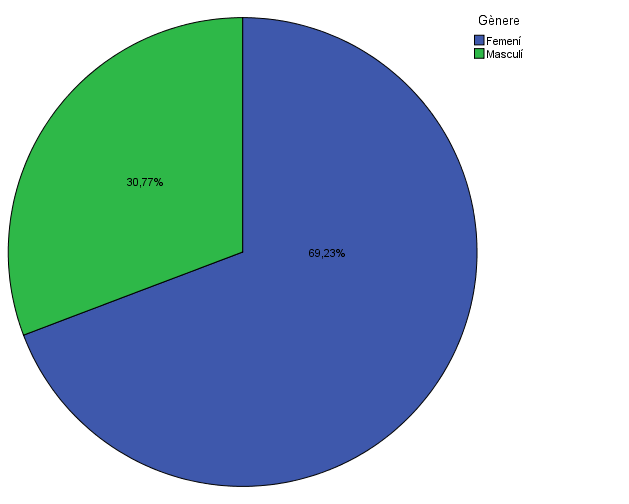 Gènere
Femení
Masculí
30,77%
69,23%